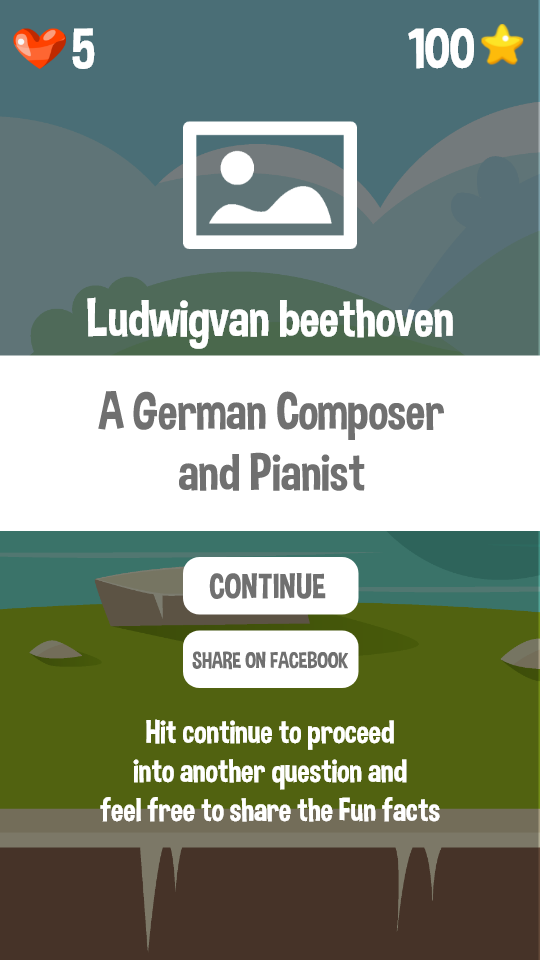 5 100
Ludwigvan beethoven
A German Composer
and Pianist
CONTINUE
SHARE ON FACEBOOK
Hit continue to proceed
into another question and
feel free to share the Fun facts